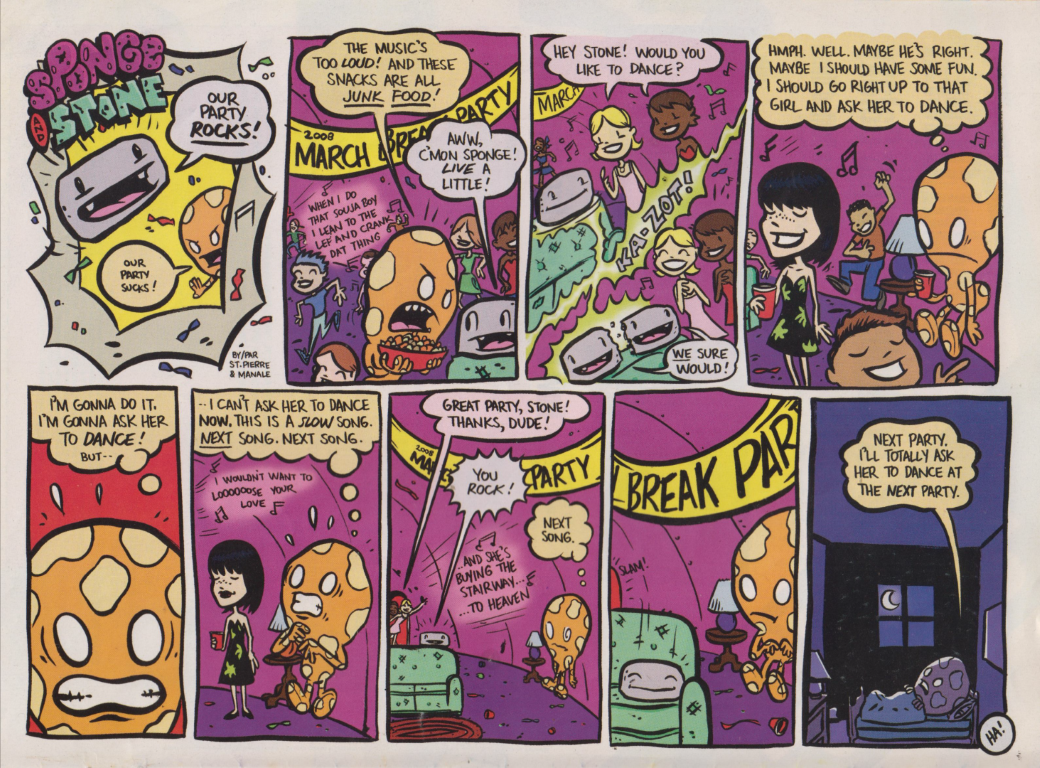 SPONGE
AND
STONE
OUR
PARTY
ROCKS!
OUR
PARTY
SUCKS!
BY/PAR
ST. PIERRE
& MANALE
THE MUSIC'S
TOO LOUD! AND THESE
SNACKS ARE ALL
JUNK FOOD!
2008
MARCH BREAK PARTY
AWW,
C'MON SPONGE!
LIVE A
LITTLE!
WHEN I DO
THAT SOUJA BOY
I LEAN TO THE
LEF AND CRANK
DAT THING
HEY STONE! WOULD YOU
LIKE TO DANCE?
MARCH
KAD-ZOT!
WE SURE
WOULD!
HMPH. WELL. MAYBE HE'S RIGHT.
MAYBE I SHOULD HAVE SOME FUN.
I SHOULD GO RIGHT UP TO THAT
GIRL AND ASK HER TO DANCE.
I'M GONNA DO IT.
I'M GONNA ASK HER
TO DANCE!
BUT--
--I CAN'T ASK HER TO DANCE
NOW. THIS IS A SLOW SONG.
NEXT SONG. NEXT SONG.
I WOULDN'T WANT TO
LOOOOOSE YOUR
LOVE
GREAT PARTY, STONE!
THANKS, DUDE!
2008
MAR
PARTY
YOU
ROCK!
NEXT
SONG.
...AND SHE'S
BUYING THE
STAIRWAY...
...TO HEAVEN
BREAK PAR
SLAM!
NEXT PARTY.
I'LL TOTALLY ASK
HER TO DANCE AT
THE NEXT PARTY.
HA!